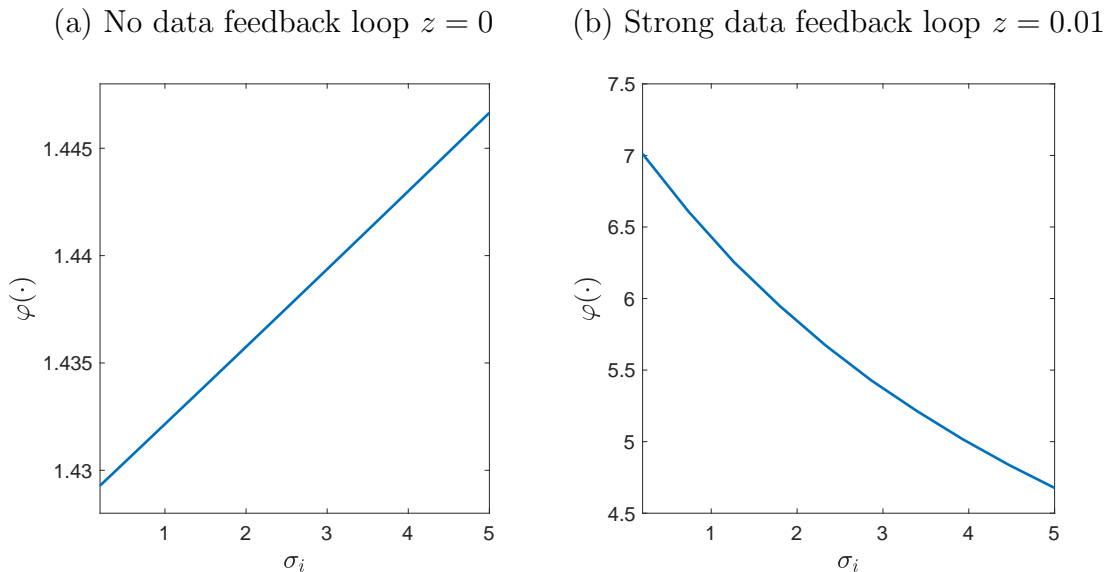 (a) No data feedback loop z = 0
1.445
1.44
1.435
1.43
φ(·)
1 2 3 4 5
σᵢ
(b) Strong data feedback loop z = 0.01
7.5
7
6.5
6
5.5
5
4.5
φ(·)
1 2 3 4 5
σᵢ